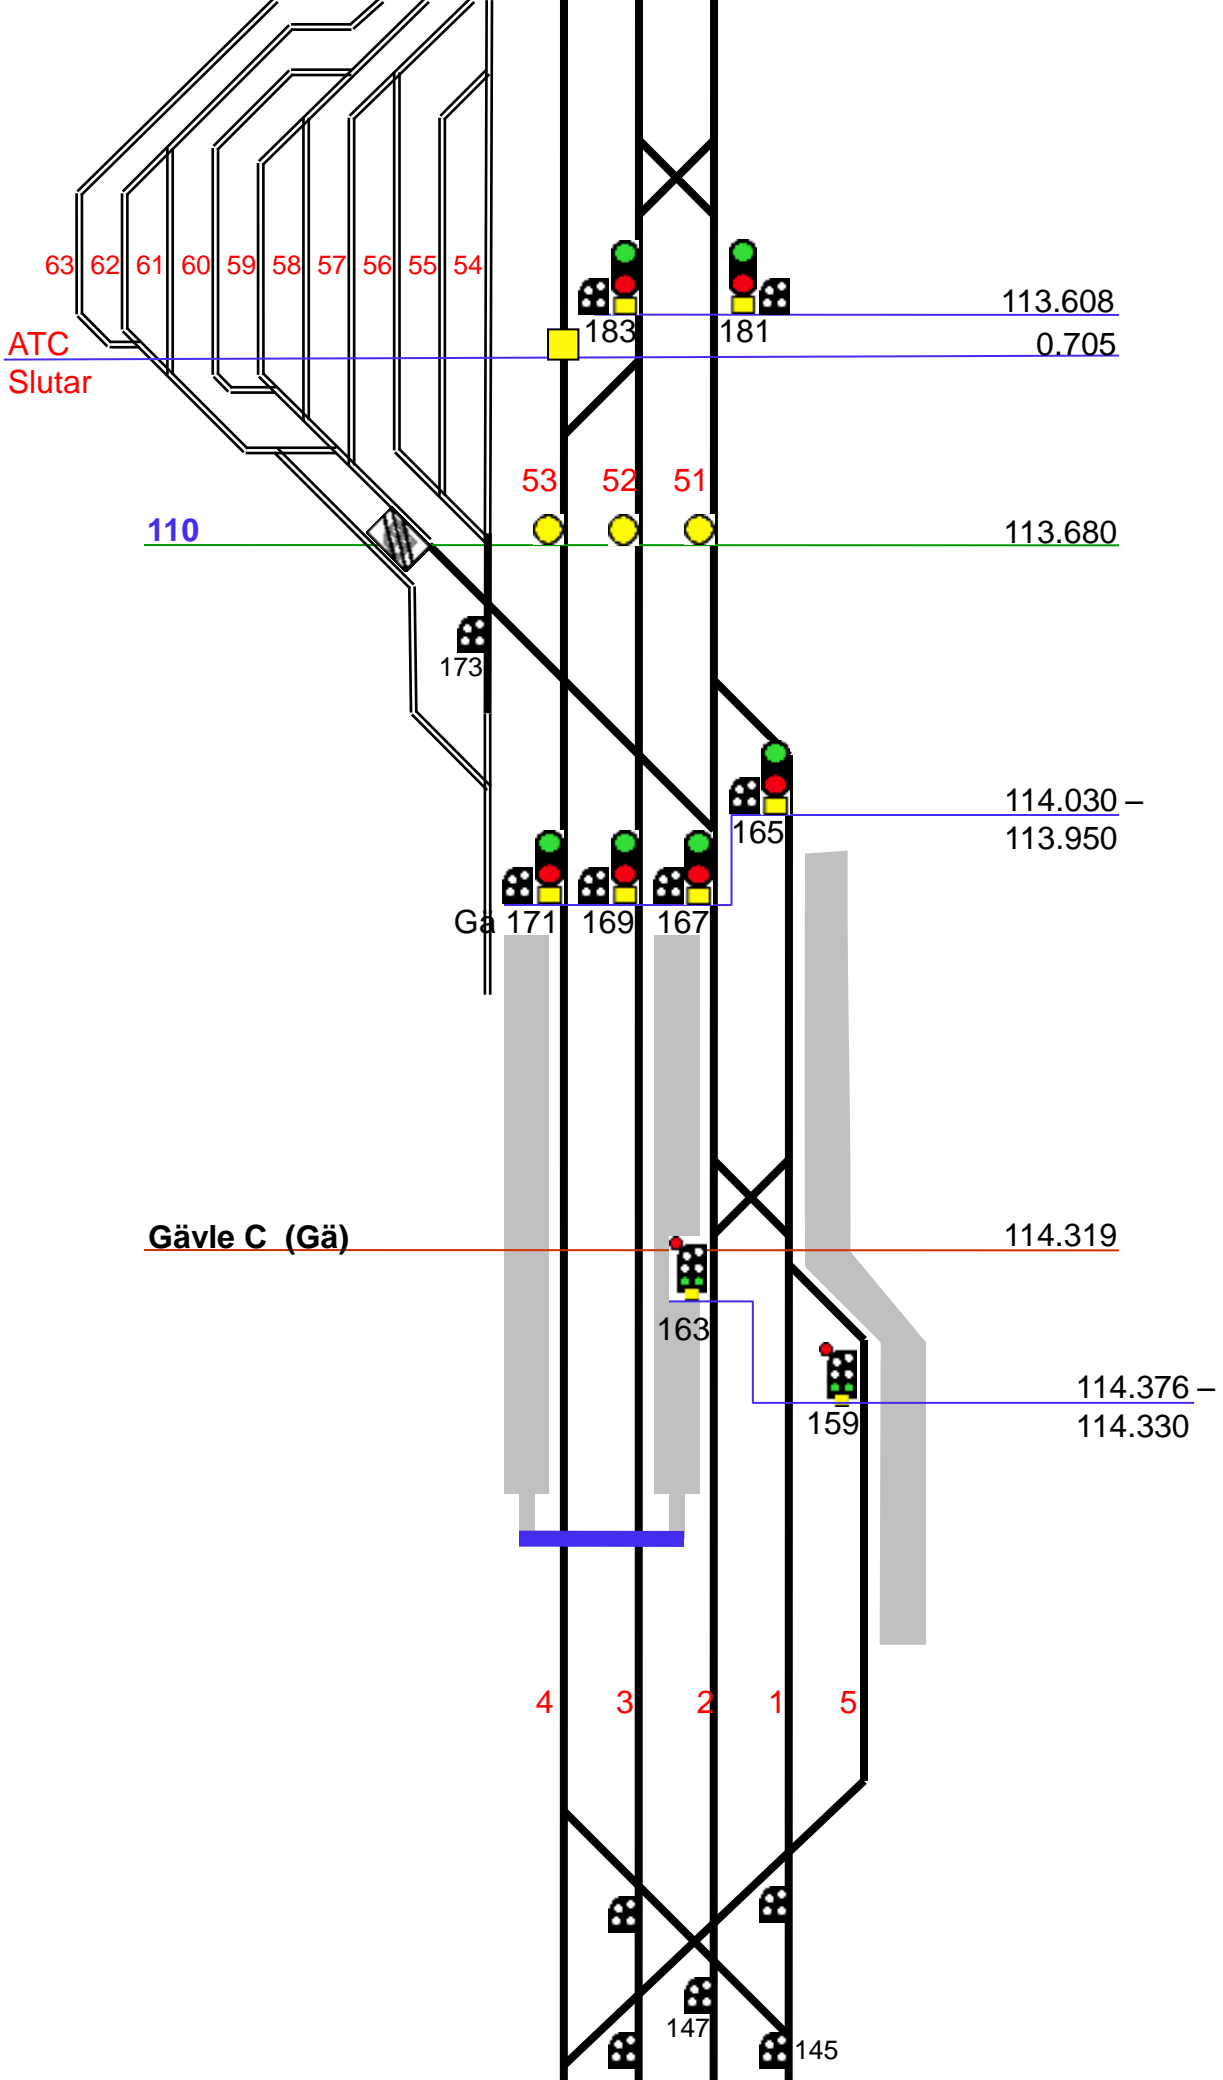 63 62 61 60 59 58 57 56 55 54
183 181 113.608
ATC 0.705
Slutar
53 52 51
110 113.680
173
165 114.030 –
113.950
Gä 171 169 167
Gävle C (Gä) 114.319
163
114.376 –
159 114.330
4 3 2 1 5
147
145